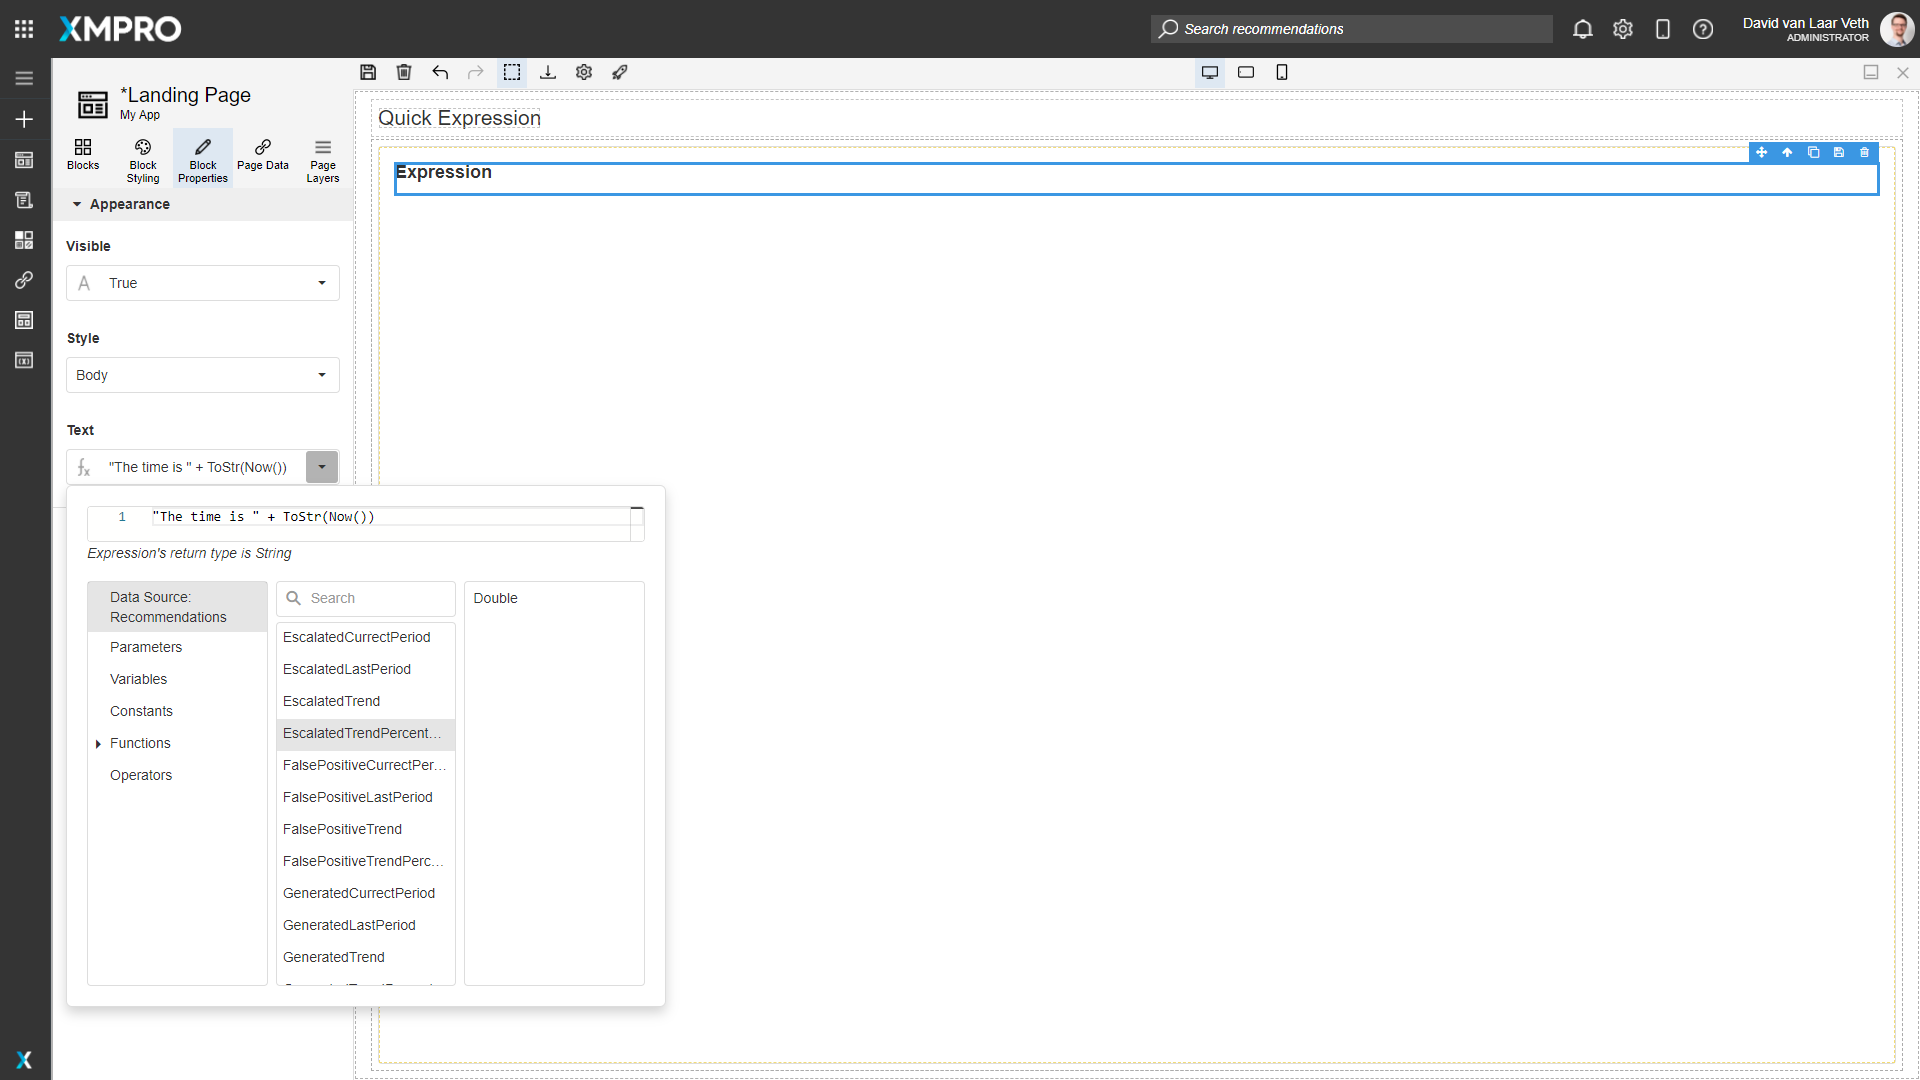 XMPRO
Search recommendations
David van Laar Veth
ADMINISTRATOR
*Landing Page
My App
Blocks
Block Styling
Block Properties
Page Data
Page Layers
Appearance
Visible
A True
Style
Body
Text
fx "The time is " + ToStr(Now())
1 "The time is " + ToStr(Now())
Expression's return type is String
Data Source:
Recommendations
Parameters
Variables
Constants
Functions
Operators
Search
EscalatedCurrectPeriod
EscalatedLastPeriod
EscalatedTrend
EscalatedTrendPercent...
FalsePositiveCurrectPer...
FalsePositiveLastPeriod
FalsePositiveTrend
FalsePositiveTrendPerc...
GeneratedCurrectPeriod
GeneratedLastPeriod
GeneratedTrend
Double
Quick Expression
Expression
X